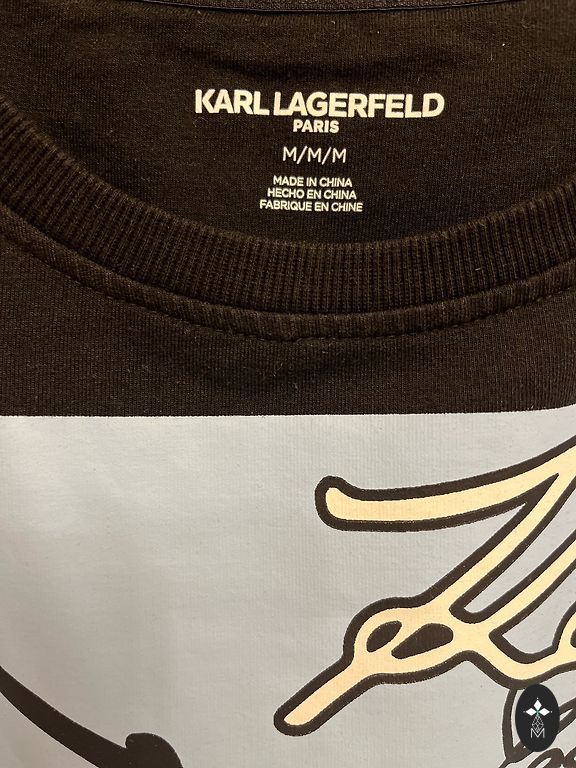 KARL LAGERFELD
PARIS
M/M/M
MADE IN CHINA
HECHO EN CHINA
FABRIQUE EN CHINE
M